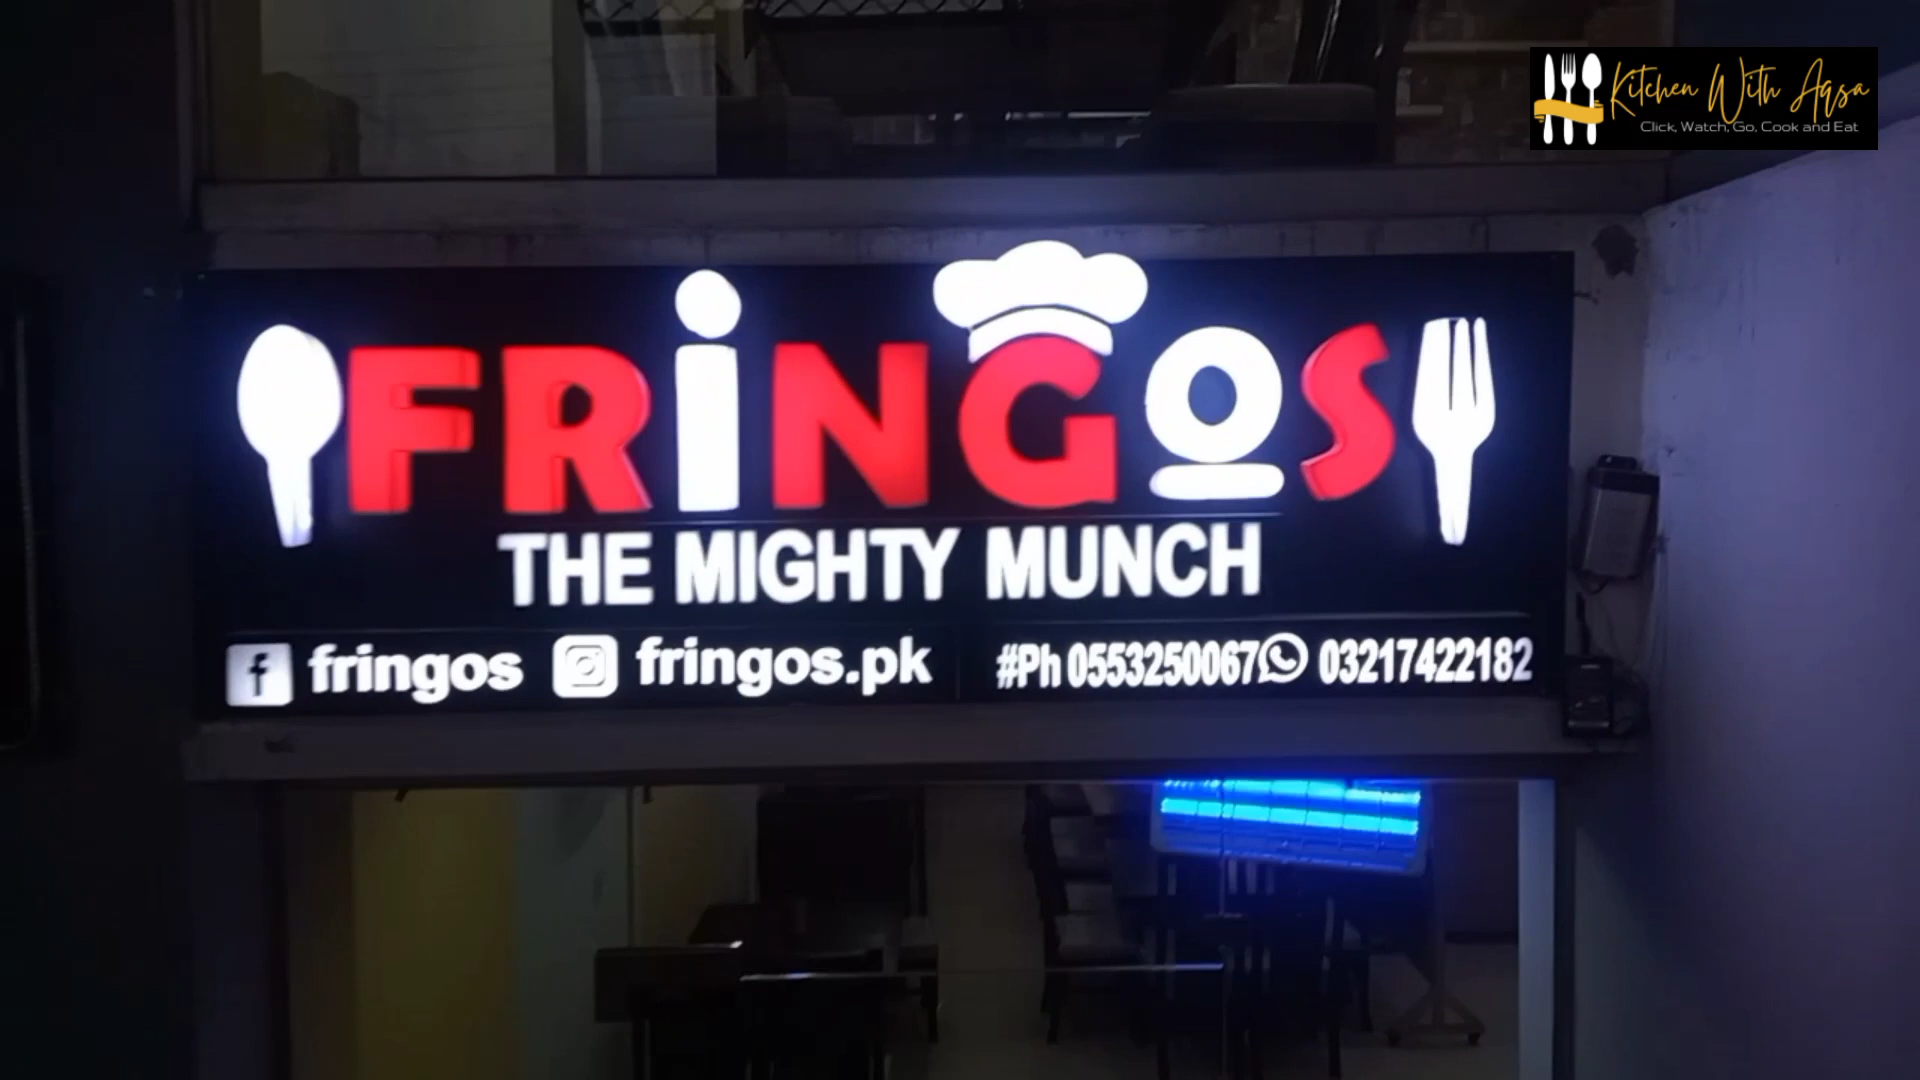 Kitchen With Aqsa
Click, Watch, Go, Cook and Eat
FRiNGOS
THE MIGHTY MUNCH
fringos fringos.pk #Ph 0553250067 03217422182